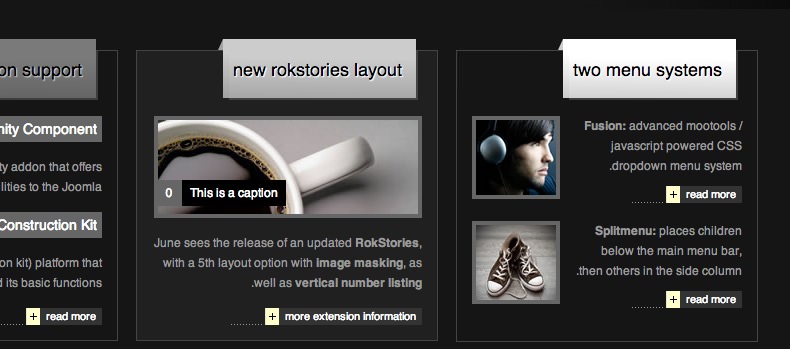 on support
nity Component
ty addon that offers
lities to the Joomla
Construction Kit
on kit) platform that
d its basic functions
read more
new rokstories layout
0 This is a caption
June sees the release of an updated RokStories,
with a 5th layout option with image masking, as
.well as vertical number listing
more extension information
two menu systems
Fusion: advanced mootools /
javascript powered CSS
.dropdown menu system
read more
Splitmenu: places children
below the main menu bar,
.then others in the side column
read more